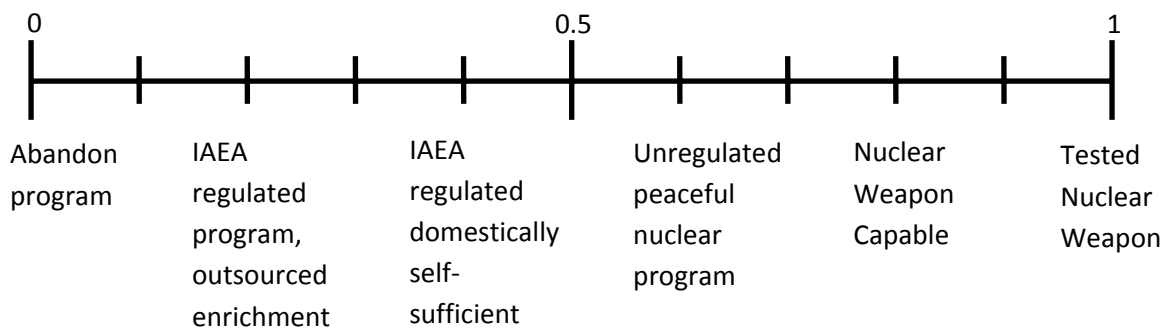 0
0.5
1
Abandon
program
IAEA
regulated
program,
outsourced
enrichment
IAEA
regulated
domestically
self-
sufficient
Unregulated
peaceful
nuclear
program
Nuclear
Weapon
Capable
Tested
Nuclear
Weapon